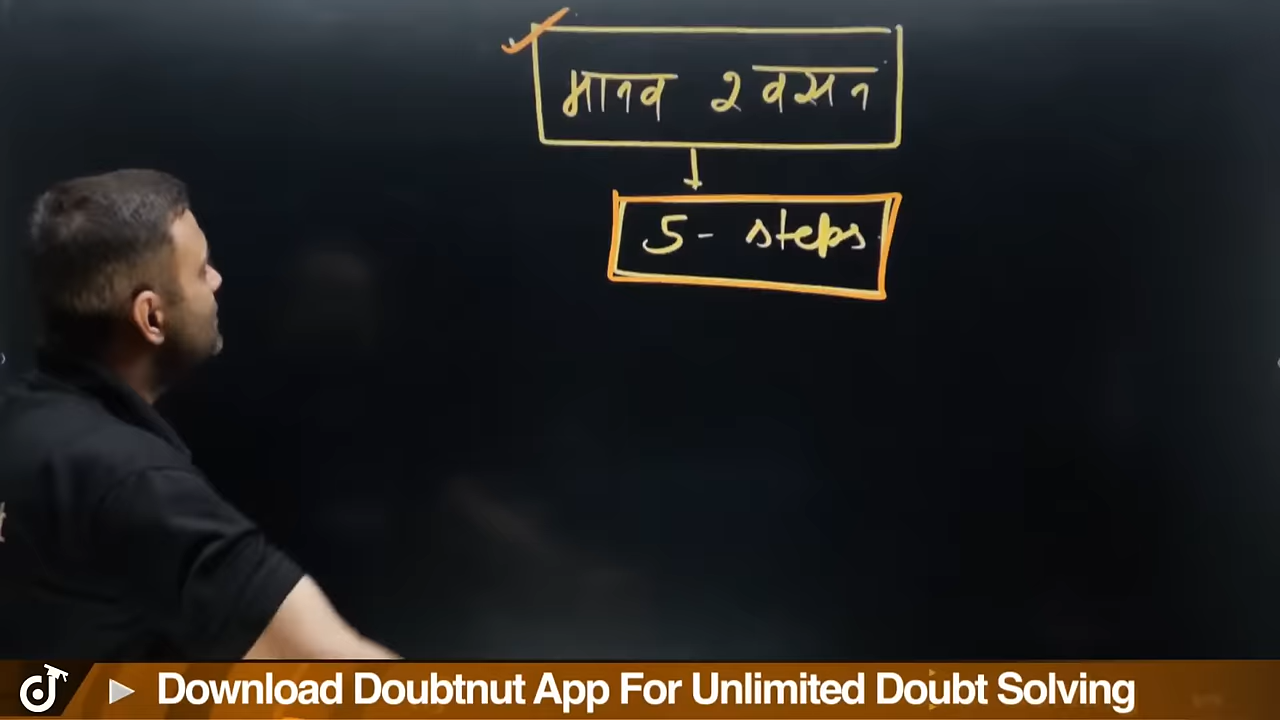 मानव श्वसन
5- steps
Download Doubtnut App For Unlimited Doubt Solving